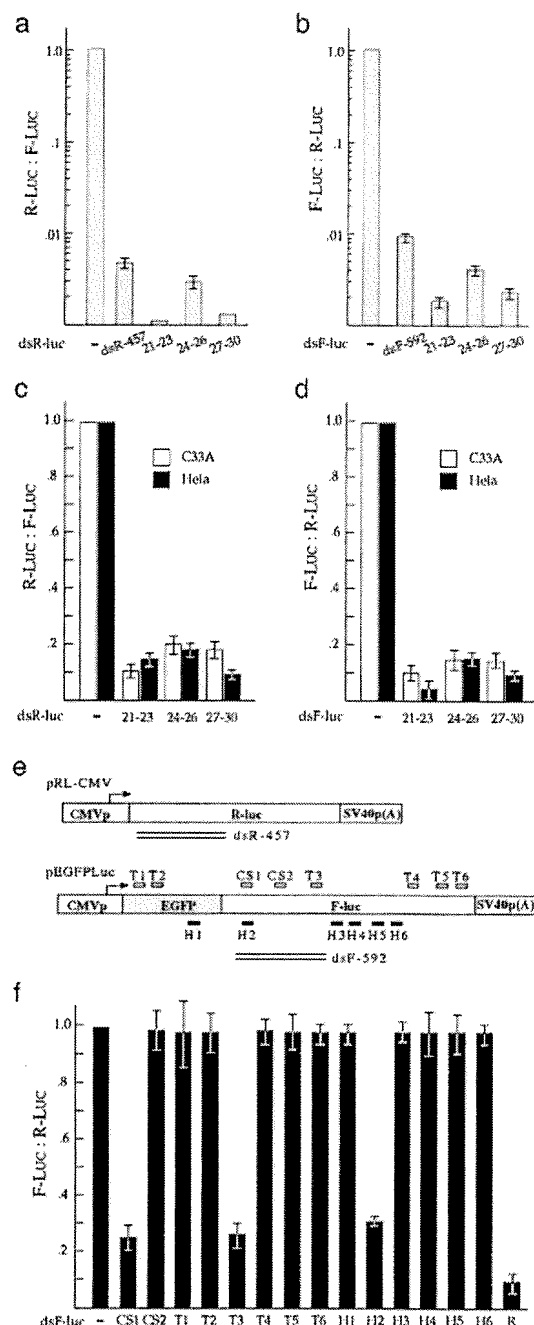 a
R-Luc : F-Luc
1.0
.1
.01
dsR-luc
- dsR-457 21-23 24-26 27-30
b
F-Luc : R-Luc
1.0
.1
.01
dsF-luc
- dsF-592 21-23 24-26 27-30
c
R-Luc : F-Luc
1.0
.8
.6
.4
.2
C33A
Hela
dsR-luc - 21-23 24-26 27-30
d
F-Luc : R-Luc
1.0
.8
.6
.4
.2
C33A
Hela
dsF-luc - 21-23 24-26 27-30
e
pRL-CMV
CMVp R-luc SV40p(A)
dsR-457
pEGFPLuc T1 T2 CS1 CS2 T3 T4 T5 T6
CMVp EGFP F-luc SV40p(A)
H1 H2 H3 H4 H5 H6
dsF-592
f
F-Luc : R-Luc
1.0
.8
.6
.4
.2
dsF-luc - CS1 CS2 T1 T2 T3 T4 T5 T6 H1 H2 H3 H4 H5 H6 R